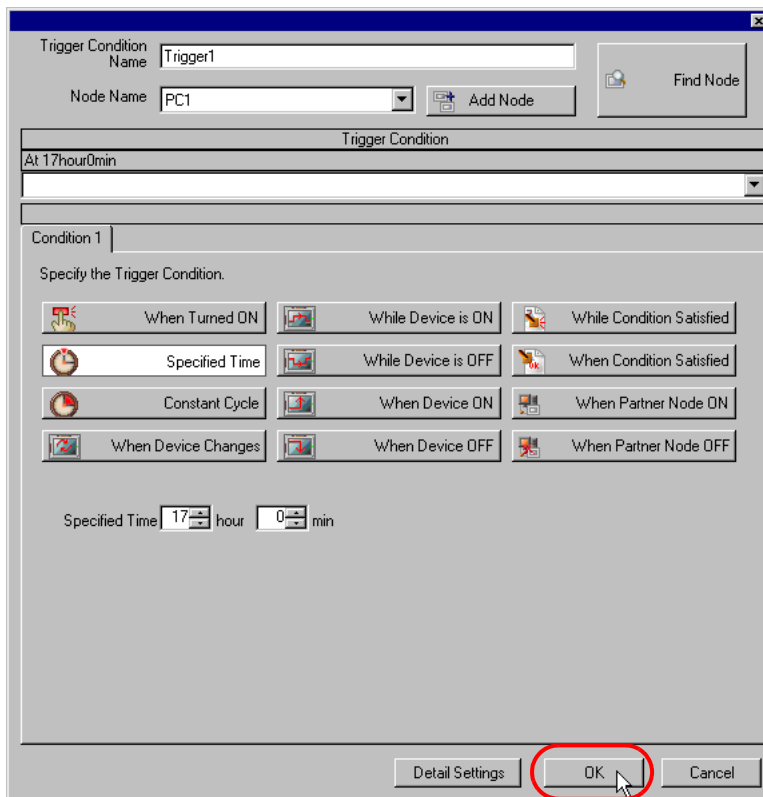 Trigger Condition
Name
Trigger1
Find Node
Node Name
PC1
Add Node
Trigger Condition
At 17hour0min
Condition 1
Specify the Trigger Condition.
When Turned ON
While Device is ON
While Condition Satisfied
Specified Time
While Device is OFF
OK
When Condition Satisfied
Constant Cycle
When Device ON
When Partner Node ON
When Device Changes
When Device OFF
When Partner Node OFF
Specified Time 17 hour 0 min
Detail Settings
OK
Cancel